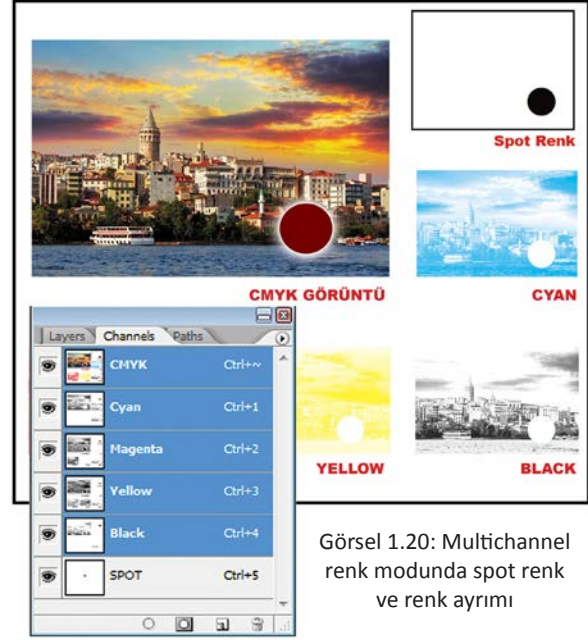 Spot Renk
CMYK GÖRÜNTÜ
CYAN
Layers Channels Paths
CMYK Ctrl+~
Cyan Ctrl+1
Magenta Ctrl+2
Yellow Ctrl+3
Black Ctrl+4
SPOT Ctrl+5
YELLOW
BLACK
Görsel 1.20: Multichannel
renk modunda spot renk
ve renk ayrımı